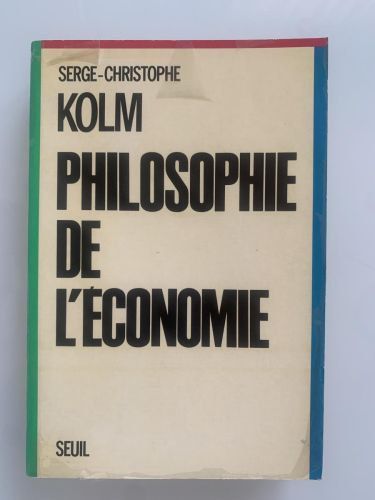 SERGE-CHRISTOPHE
KOLM
PHILOSOPHIE
DE
L'ÉCONOMIE
SEUIL